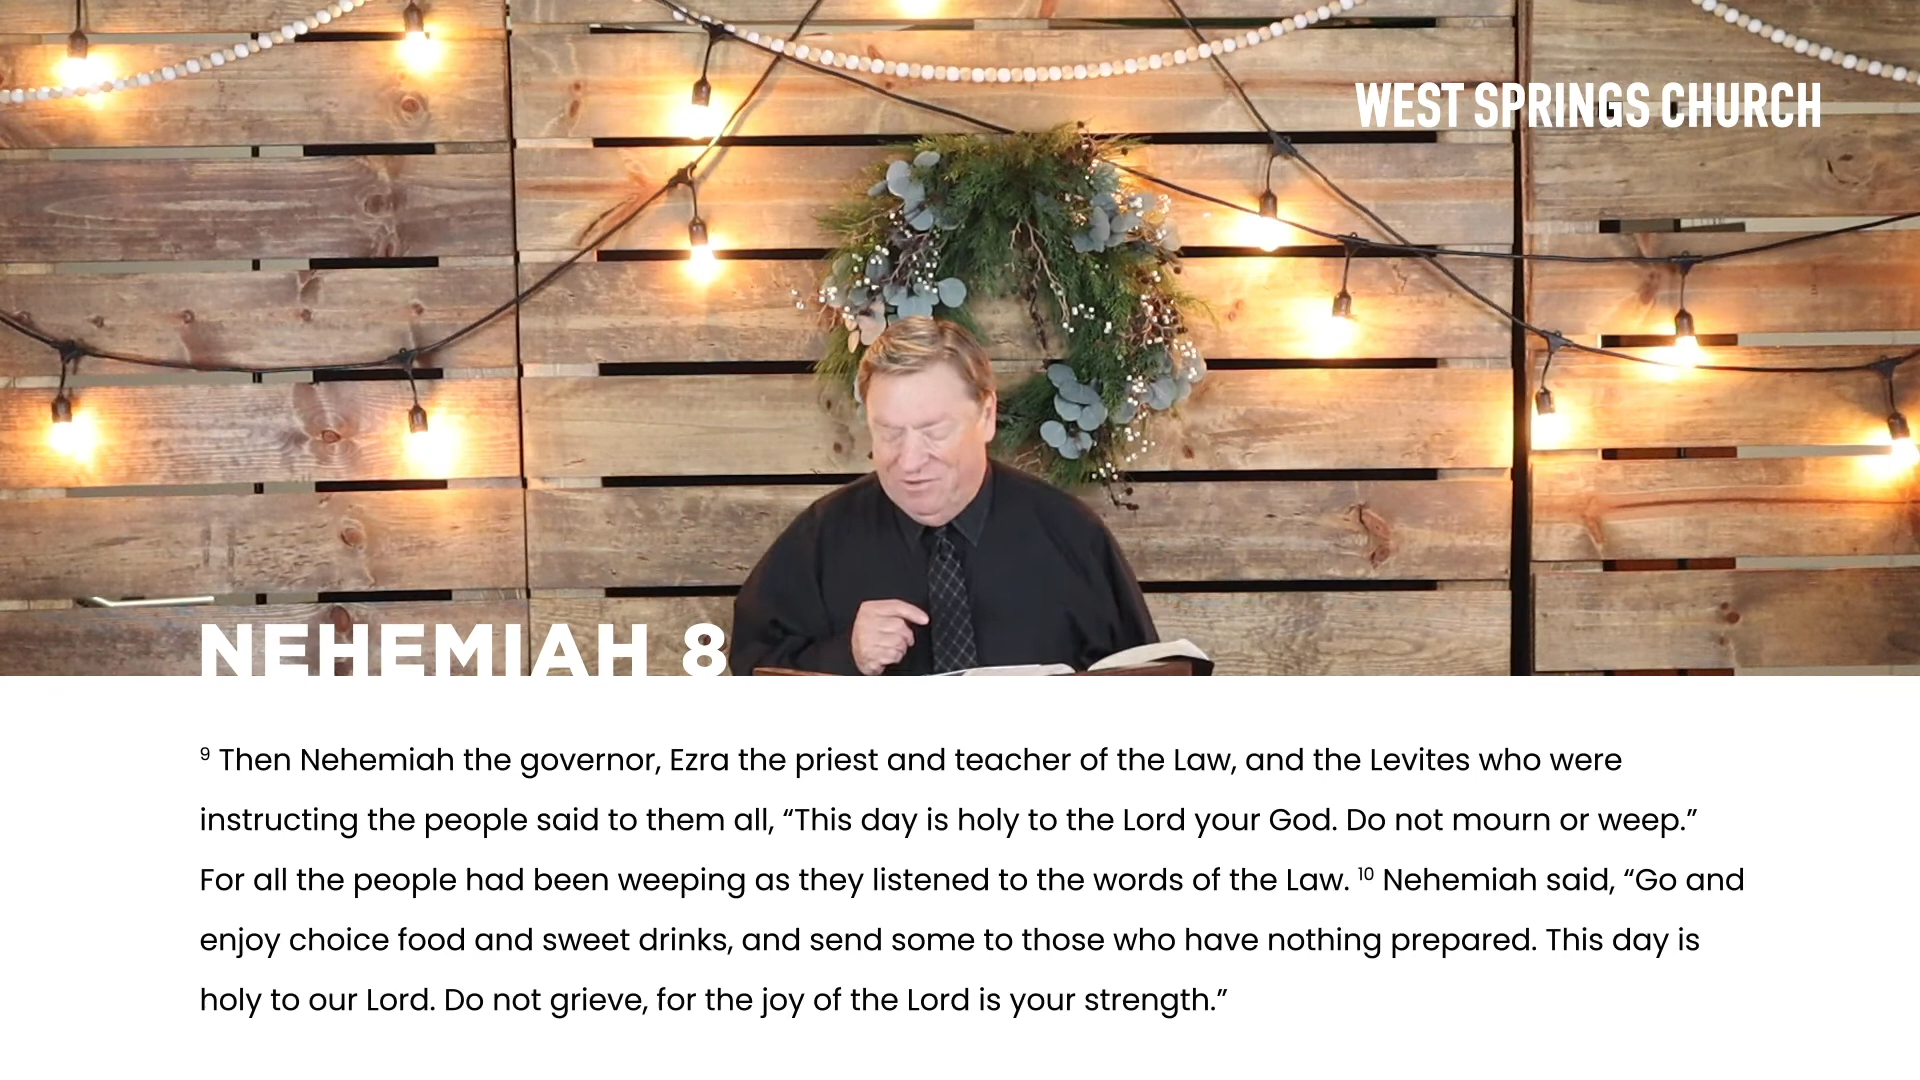 WEST SPRINGS CHURCH
NEHEMIAH 8
⁹ Then Nehemiah the governor, Ezra the priest and teacher of the Law, and the Levites who were
instructing the people said to them all, “This day is holy to the Lord your God. Do not mourn or weep.”
For all the people had been weeping as they listened to the words of the Law. ¹⁰ Nehemiah said, “Go and
enjoy choice food and sweet drinks, and send some to those who have nothing prepared. This day is
holy to our Lord. Do not grieve, for the joy of the Lord is your strength.”